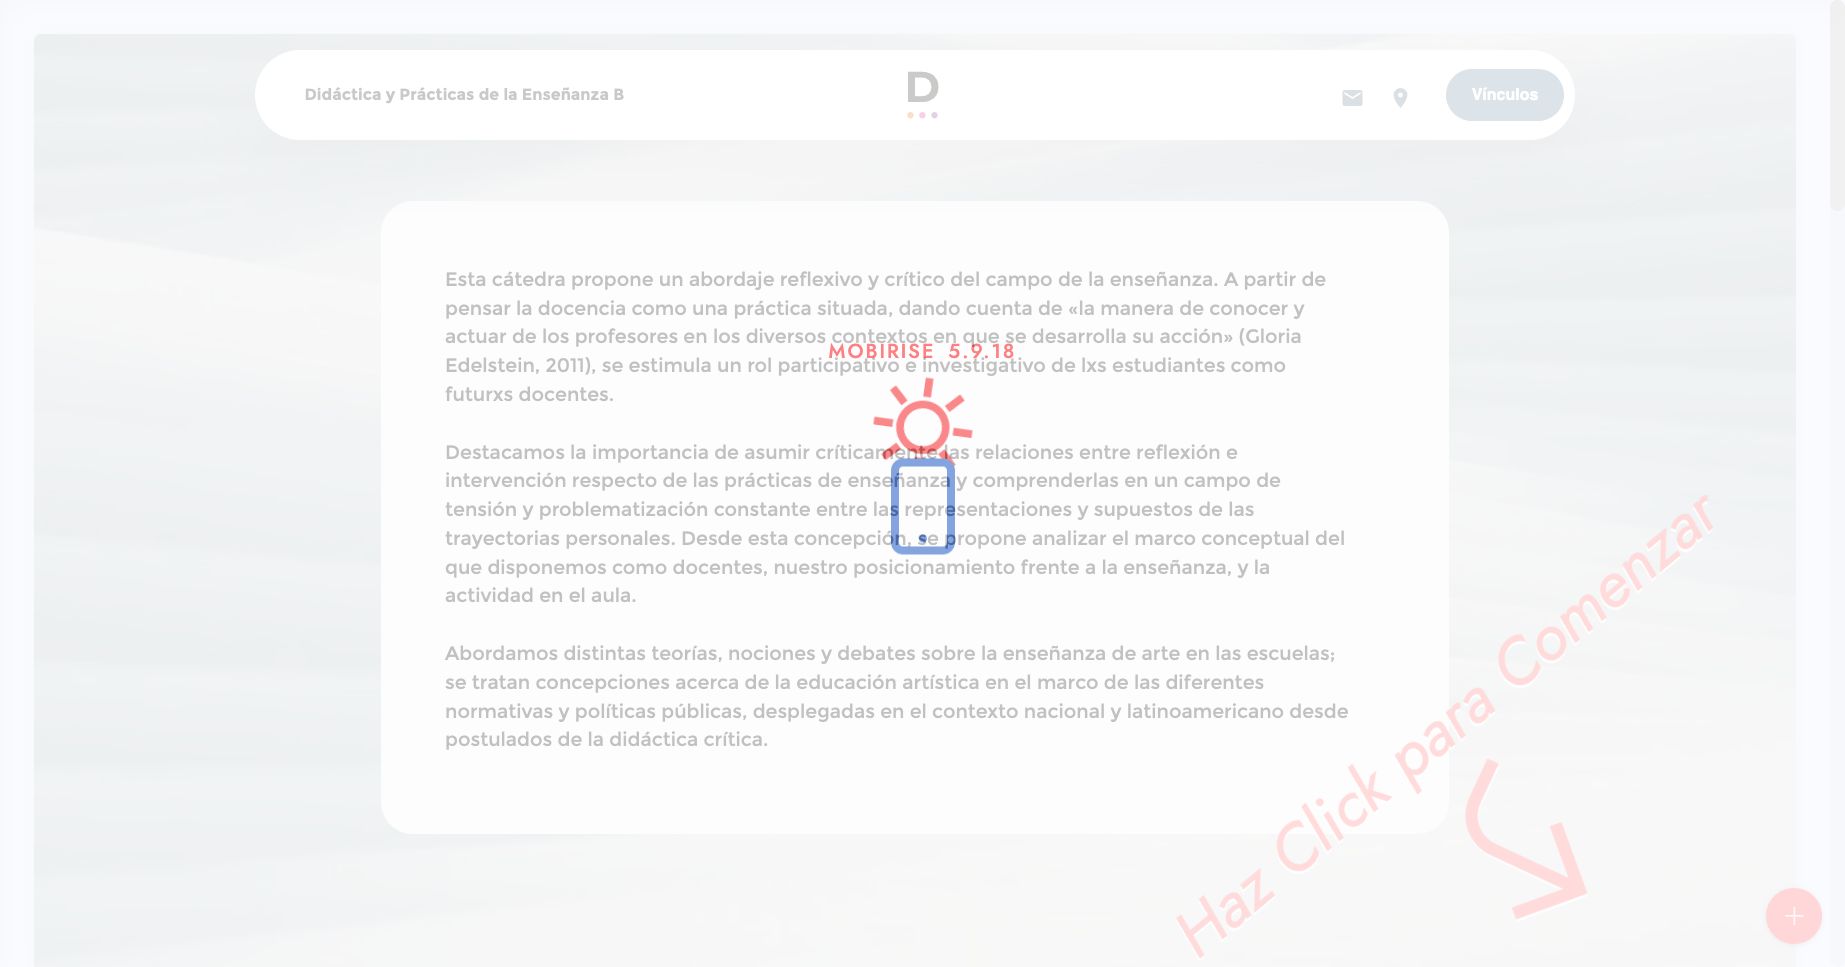 Didáctica y Prácticas de la Enseñanza B
D
Vínculos
Esta cátedra propone un abordaje reflexivo y crítico del campo de la enseñanza. A partir de
pensar la docencia como una práctica situada, dando cuenta de «la manera de conocer y
actuar de los profesores en los diversos contextos en que se desarrolla su acción» (Gloria
MOBIRISE 5.9.18
Edelstein, 2011), se estimula un rol participativo e investigativo de lxs estudiantes como
futurxs docentes.
Destacamos la importancia de asumir críticamente las relaciones entre reflexión e
intervención respecto de las prácticas de enseñanza y comprenderlas en un campo de
tensión y problematización constante entre las representaciones y supuestos de las
trayectorias personales. Desde esta concepción, se propone analizar el marco conceptual del
que disponemos como docentes, nuestro posicionamiento frente a la enseñanza, y la
actividad en el aula.
Abordamos distintas teorías, nociones y debates sobre la enseñanza de arte en las escuelas;
se tratan concepciones acerca de la educación artística en el marco de las diferentes
normativas y políticas públicas, desplegadas en el contexto nacional y latinoamericano desde
postulados de la didáctica crítica.
Haz Click para Comenzar